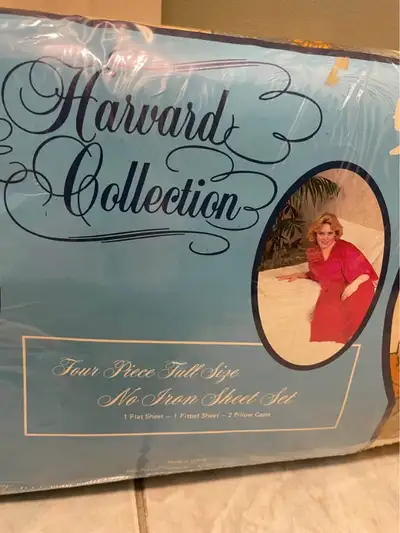 Harvard
Collection
Four Piece Full Size
No Iron Sheet Set
1 Flat Sheet — 1 Fitted Sheet — 2 Pillow Cases